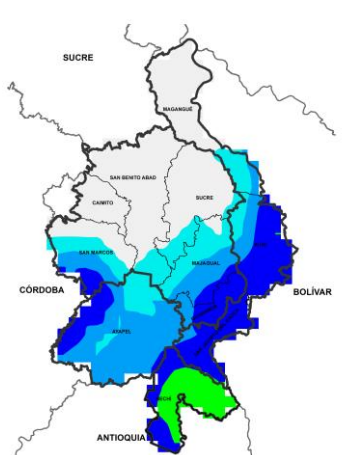 SUCRE
MAGANGUÉ
SAN BENITO ABAD
CAIMITO
SUCRE
SAN MARCOS
MAJAGUAL
CÓRDOBA
BOLÍVAR
AYAPEL
ANTIOQUIA